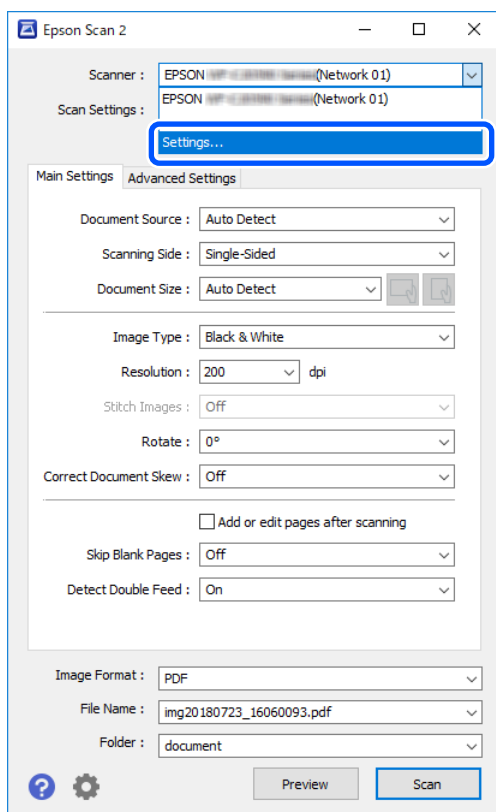 Epson Scan 2
Scanner : EPSON (Network 01)
EPSON (Network 01)
Scan Settings :
Settings...
Main Settings Advanced Settings
Document Source : Auto Detect
Scanning Side : Single-Sided
Document Size : Auto Detect
Image Type : Black & White
Resolution : 200 dpi
Stitch Images : Off
Rotate : 0°
Correct Document Skew : Off
Add or edit pages after scanning
Skip Blank Pages : Off
Detect Double Feed : On
Image Format : PDF
File Name : img20180723_16060093.pdf
Folder : document
? Preview Scan